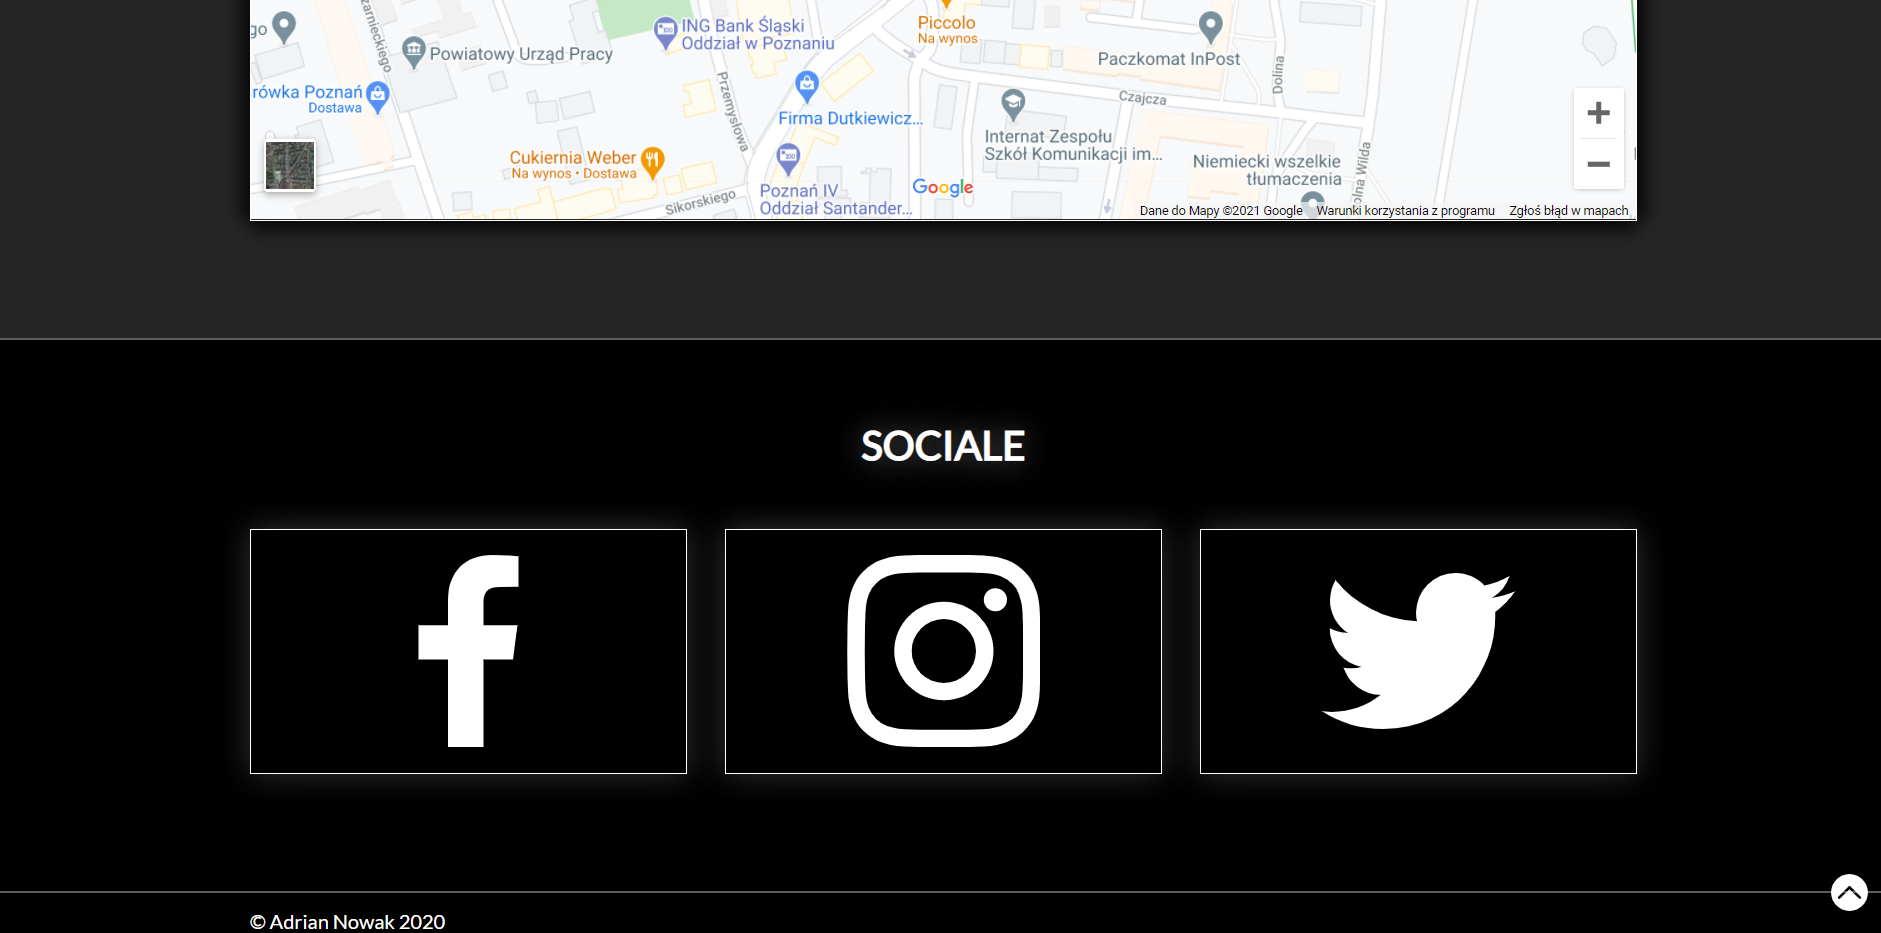 zarnieckiego
go
Powiatowy Urząd Pracy
ING Bank Śląski
Oddział w Poznaniu
Piccolo
Na wynos
Paczkomat InPost
Dolina
rówka Poznań
Dostawa
Przemysłowa
Firma Dutkiewicz...
Czajcza
Internat Zespołu
Szkół Komunikacji im...
Niemiecki wszelkie
tłumaczenia
olna Wilda
Cukiernia Weber
Na wynos • Dostawa
Poznań IV
Oddział Santander...
Sikorskiego
Google
Dane do Mapy ©2021 Google Warunki korzystania z programu Zgłoś błąd w mapach
SOCIALE
© Adrian Nowak 2020